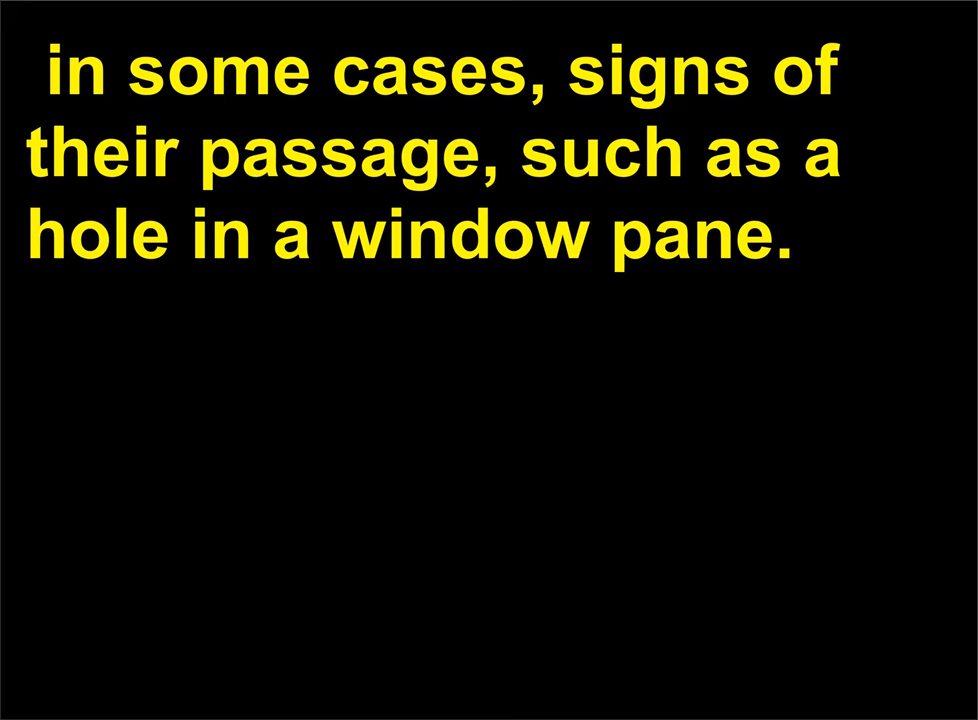 in some cases, signs of
their passage, such as a
hole in a window pane.